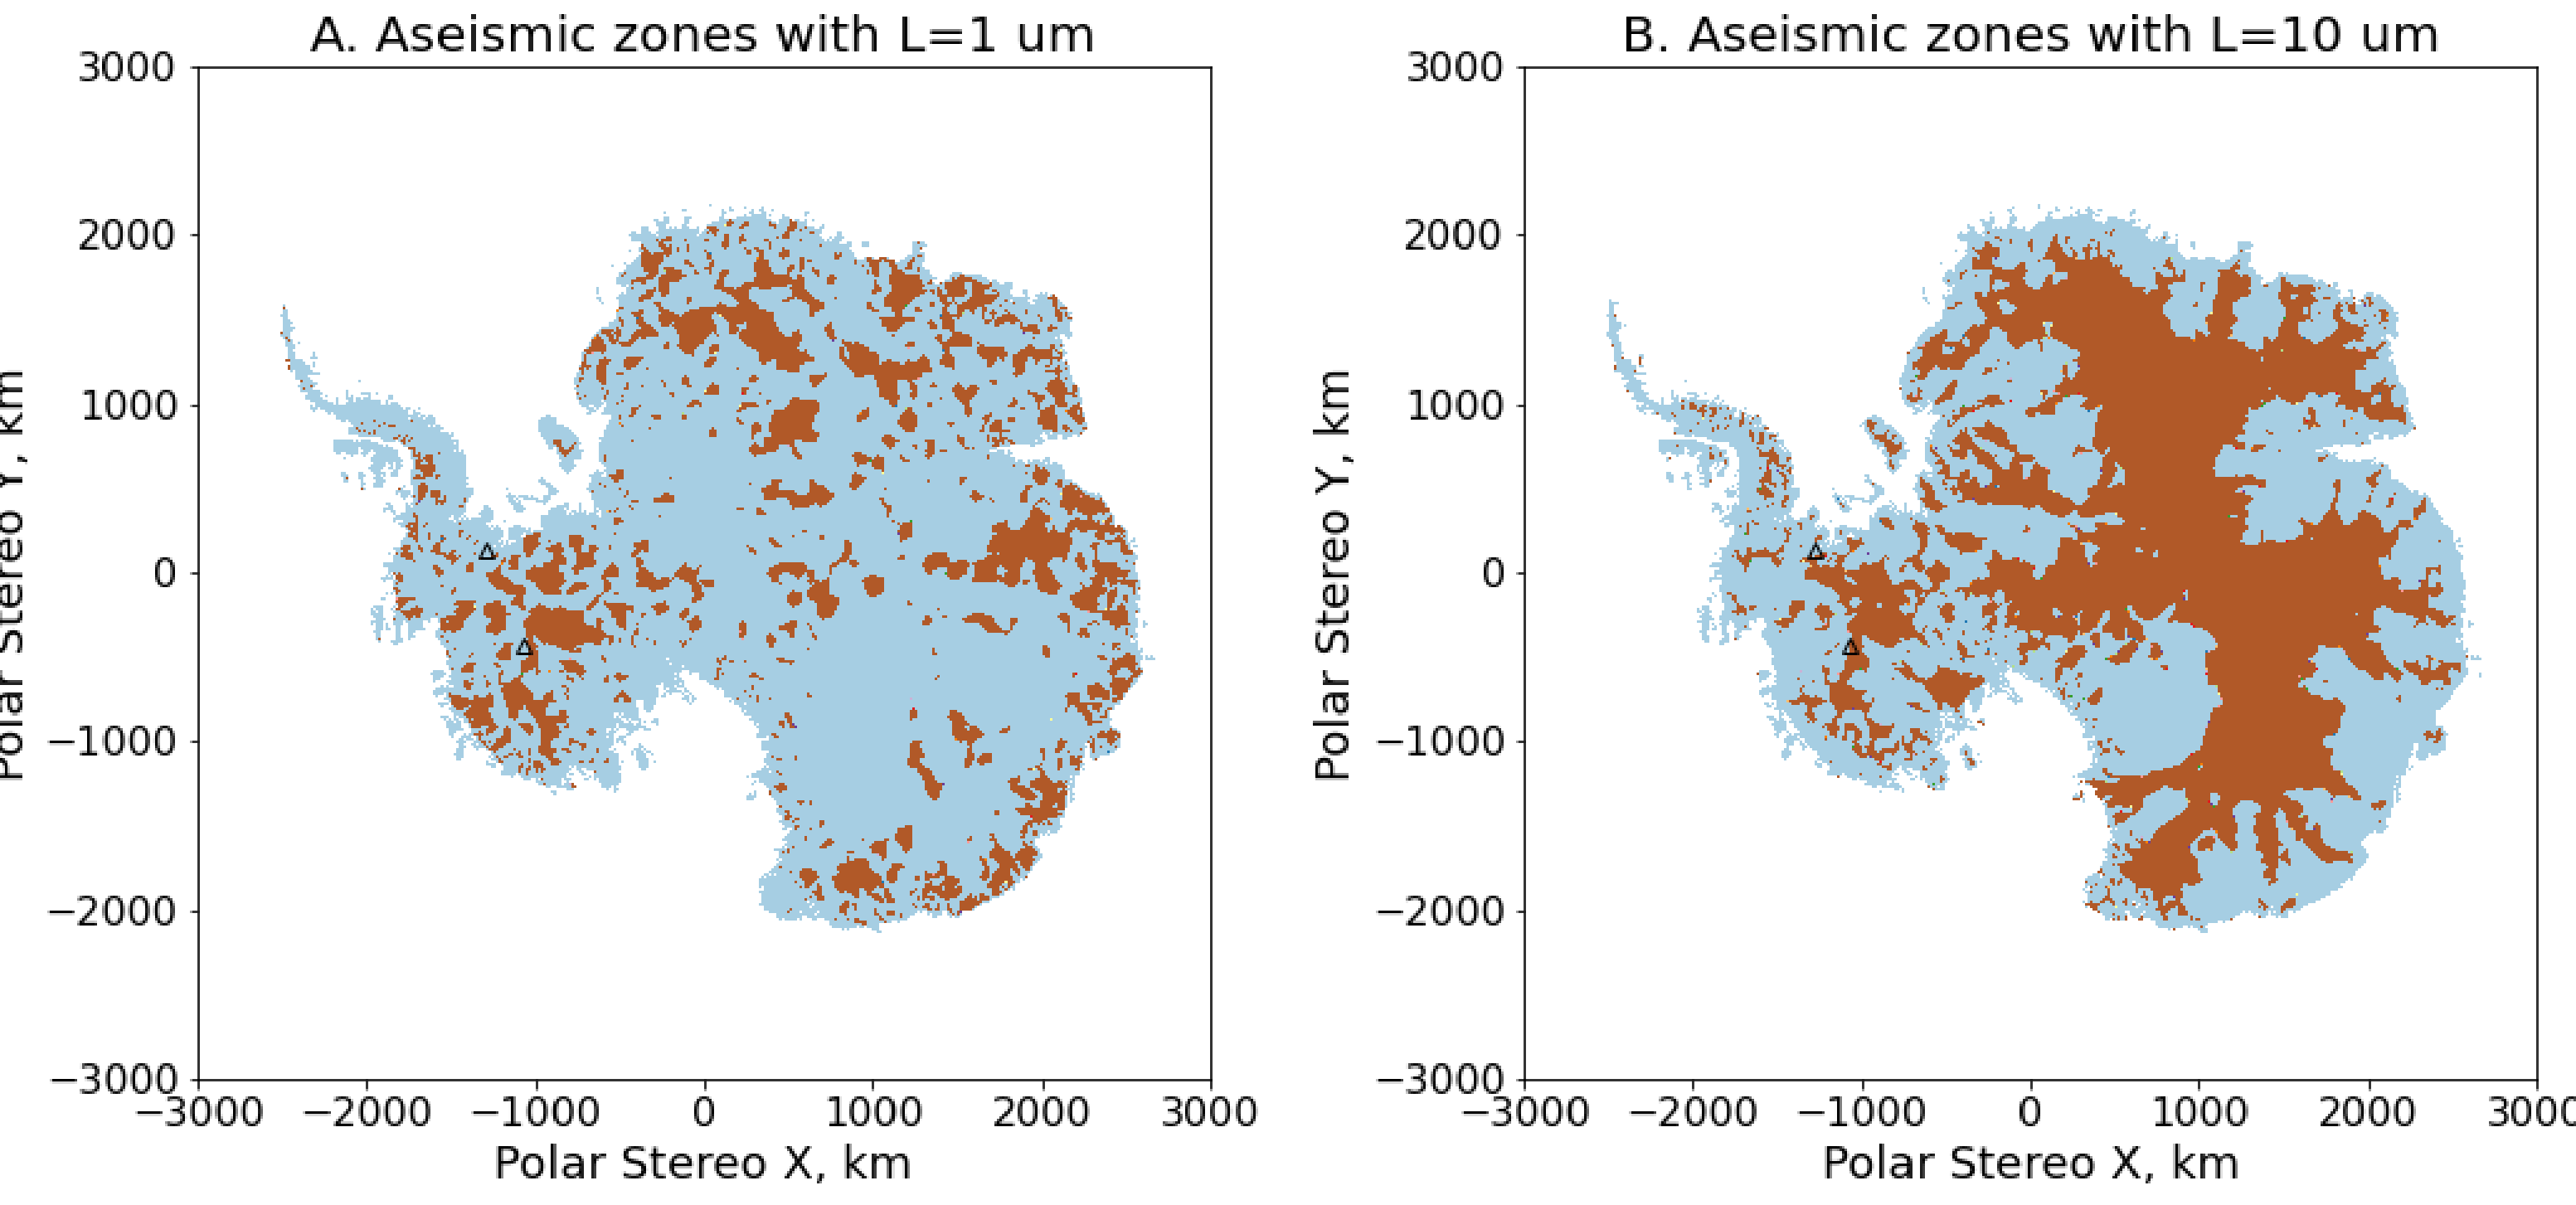 A. Aseismic zones with L=1 um
3000
2000
1000
0
−1000
−2000
−3000
−3000 −2000 −1000 0 1000 2000 3000
Polar Stereo X, km
Polar Stereo Y, km
B. Aseismic zones with L=10 um
3000
2000
1000
0
−1000
−2000
−3000
−3000 −2000 −1000 0 1000 2000 3000
Polar Stereo X, km
Polar Stereo Y, km